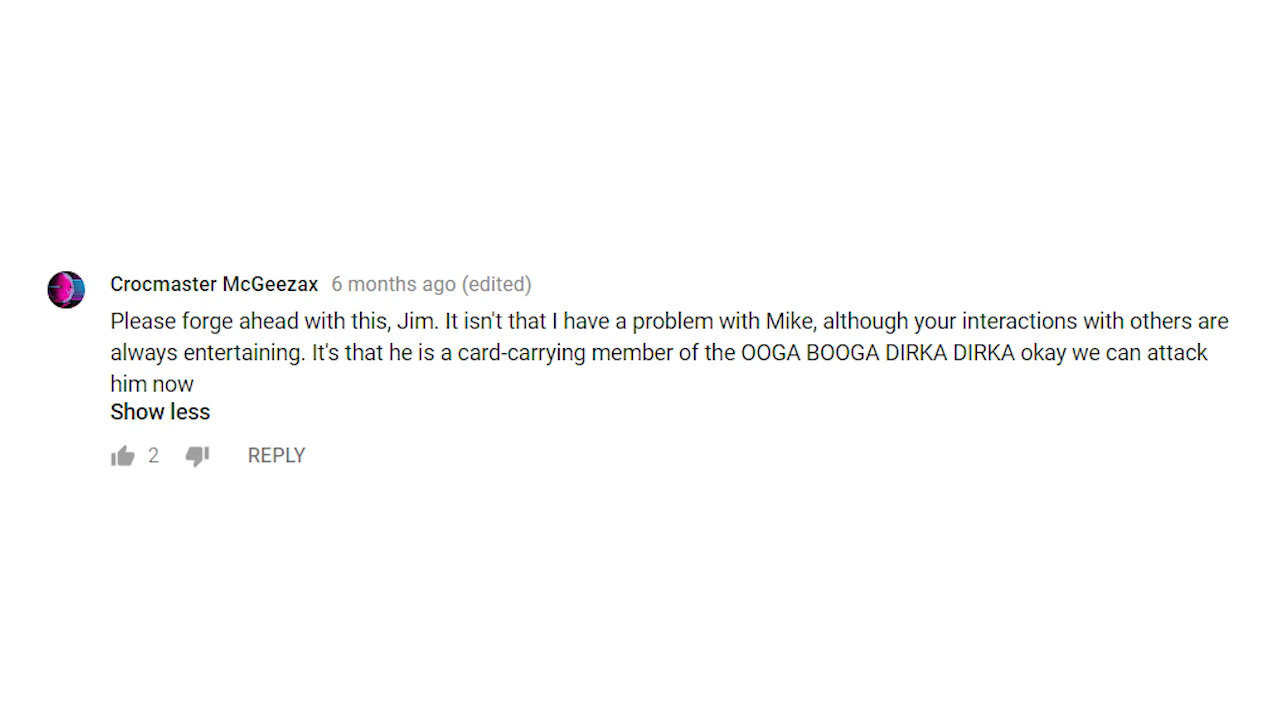 Crocmaster McGeezax 6 months ago (edited)
Please forge ahead with this, Jim. It isn't that I have a problem with Mike, although your interactions with others are
always entertaining. It's that he is a card-carrying member of the OOGA BOOGA DIRKA DIRKA okay we can attack
him now
Show less
2 REPLY